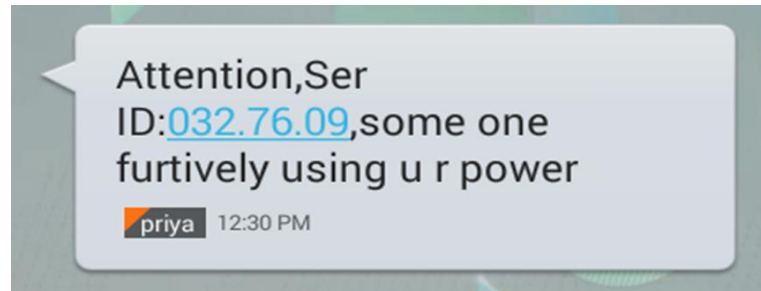 Attention,Ser
ID:032.76.09,some one
furtively using u r power
priya 12:30 PM